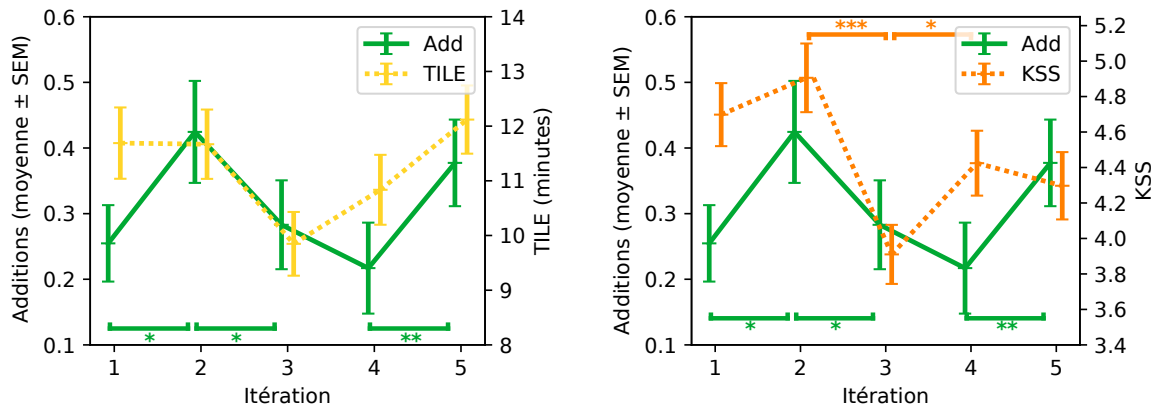 0.6
0.5
0.4
0.3
0.2
0.1
Additions (moyenne ± SEM)
1 2 3 4 5
Itération
14
13
12
11
10
9
8
TILE (minutes)
Add
TILE
* * **
0.6
0.5
0.4
0.3
0.2
0.1
Additions (moyenne ± SEM)
1 2 3 4 5
Itération
5.2
5.0
4.8
4.6
4.4
4.2
4.0
3.8
3.6
3.4
KSS
Add
KSS
*** *
* * **